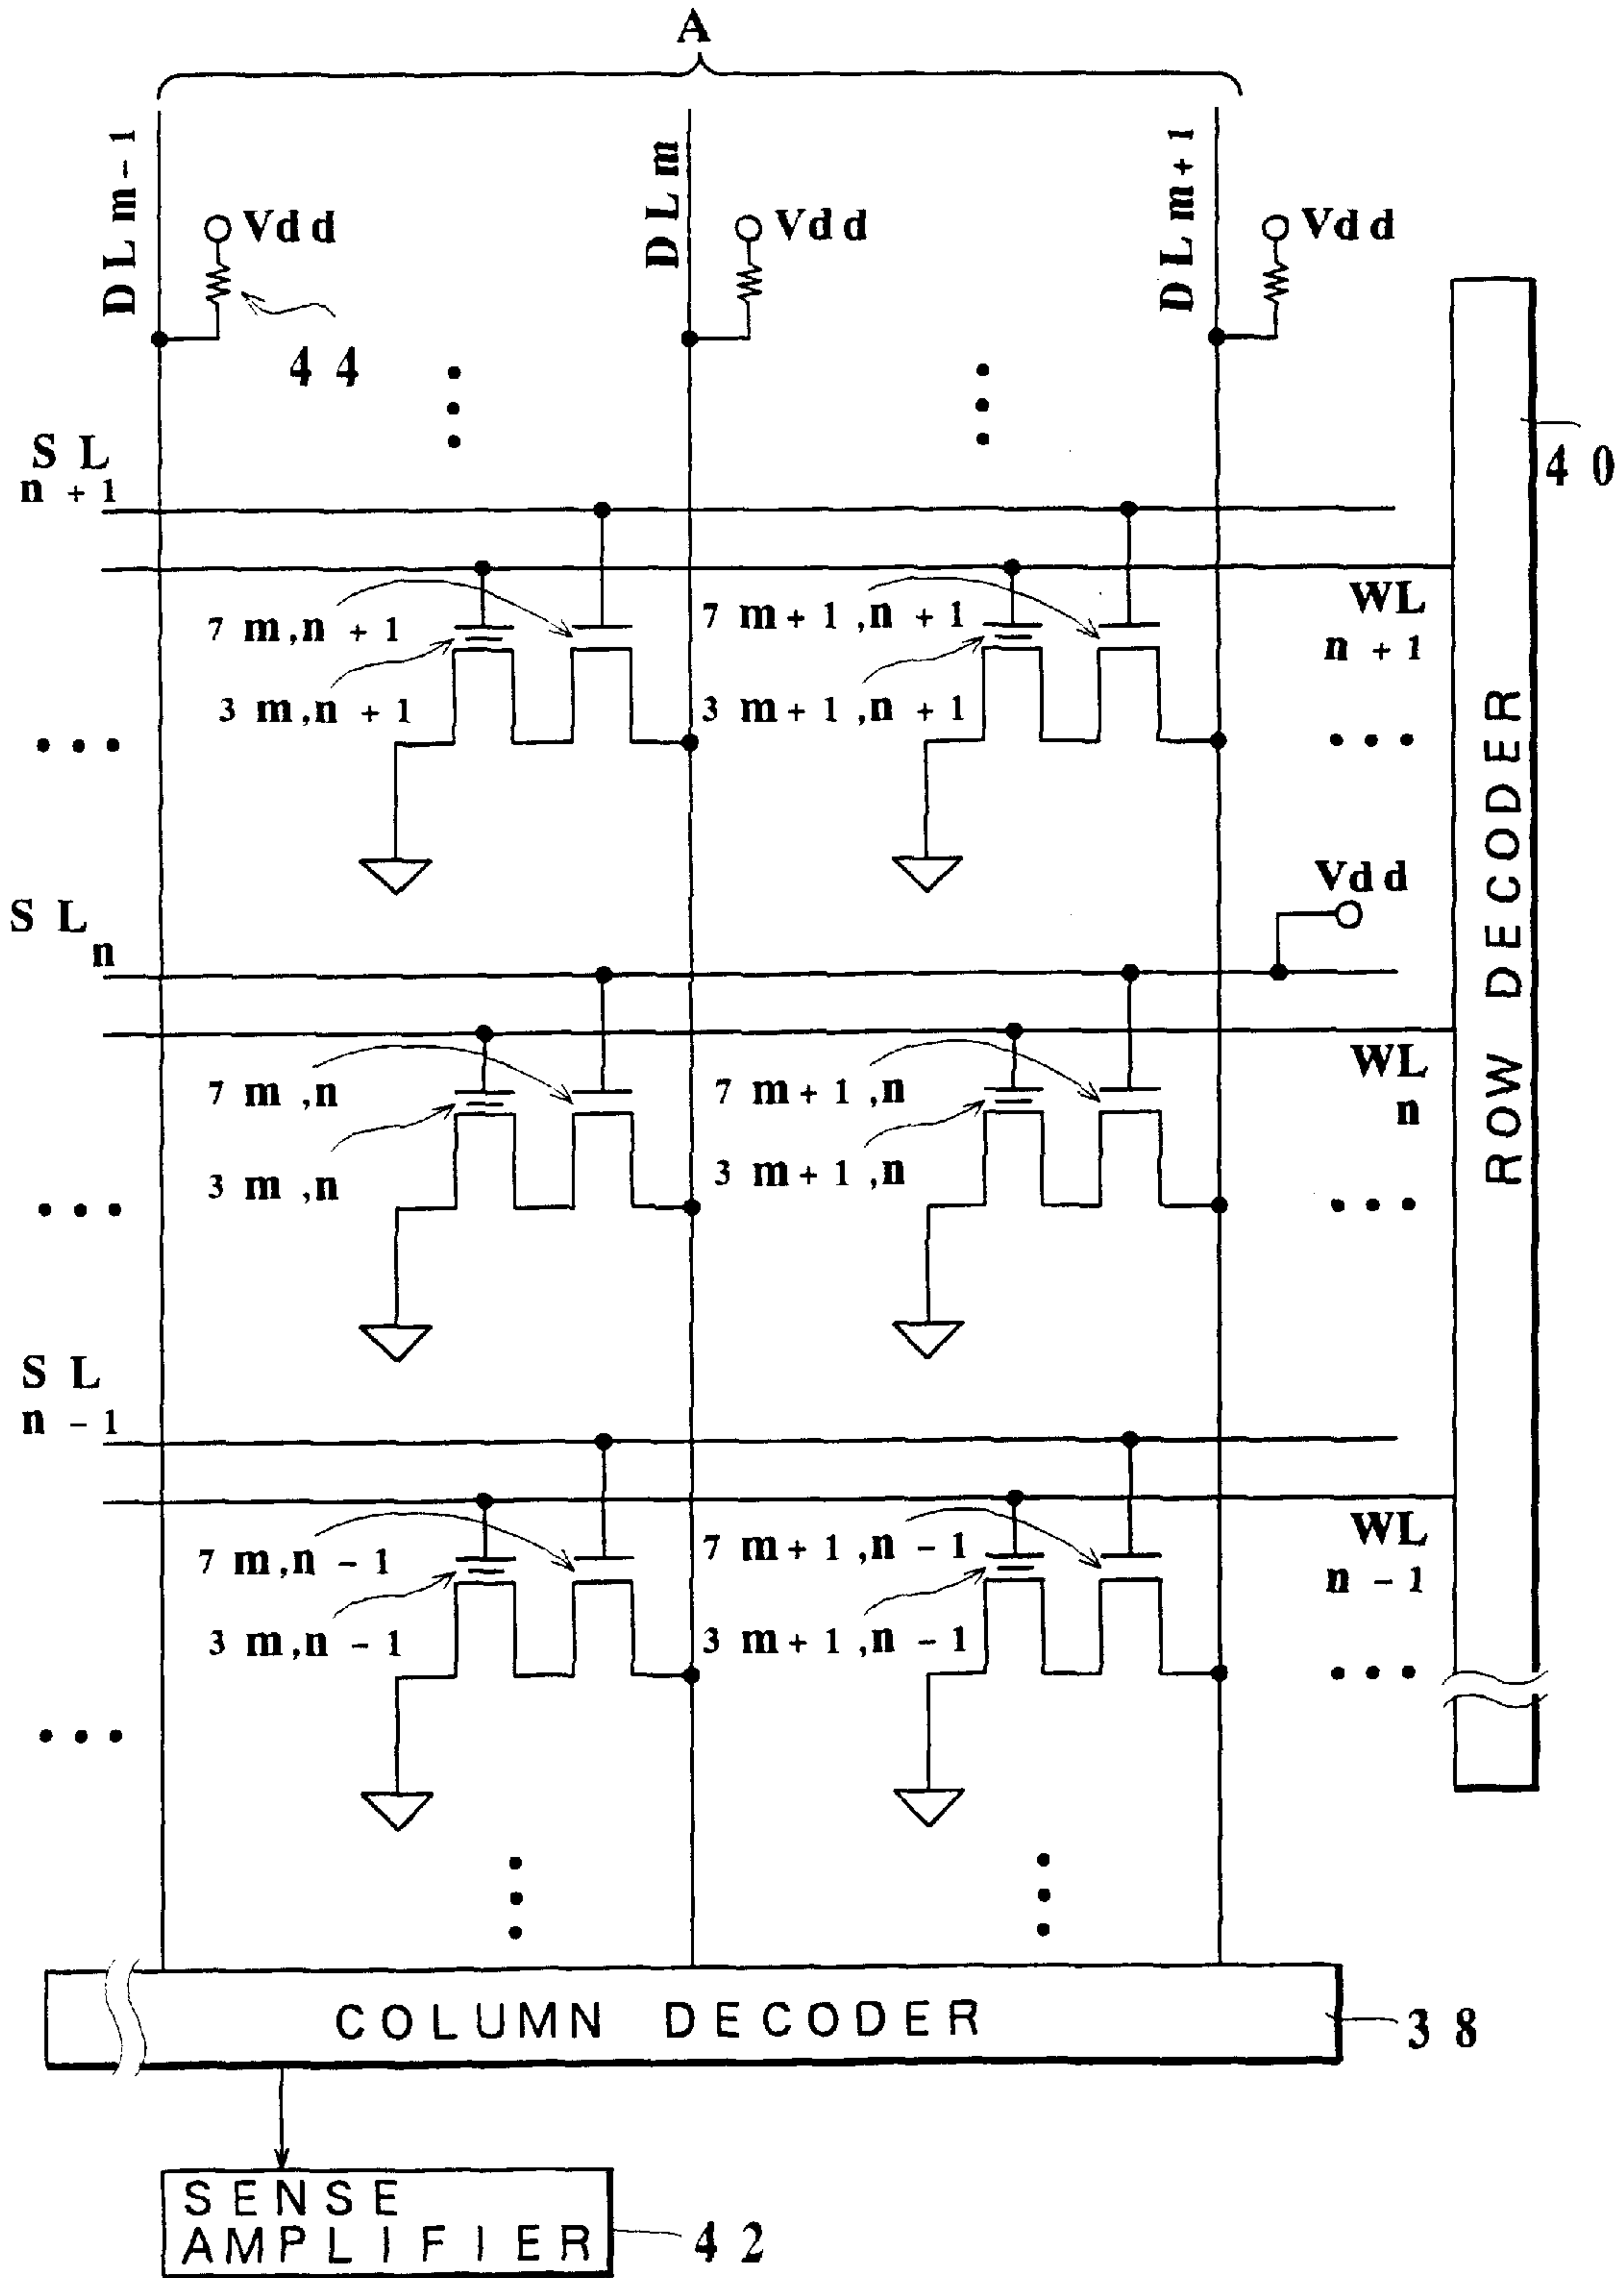 A
DLm-1
DLm
DLm+1
Vdd
Vdd
Vdd
44
SL
n+1
40
7 m,n+1
7 m+1,n+1
WL
n+1
3 m,n+1
3 m+1,n+1
ROW DECODER
Vdd
SL
n
7 m,n
7 m+1,n
WL
n
3 m,n
3 m+1,n
SL
n-1
7 m,n-1
7 m+1,n-1
WL
n-1
3 m,n-1
3 m+1,n-1
COLUMN DECODER
38
SENSE
AMPLIFIER
42